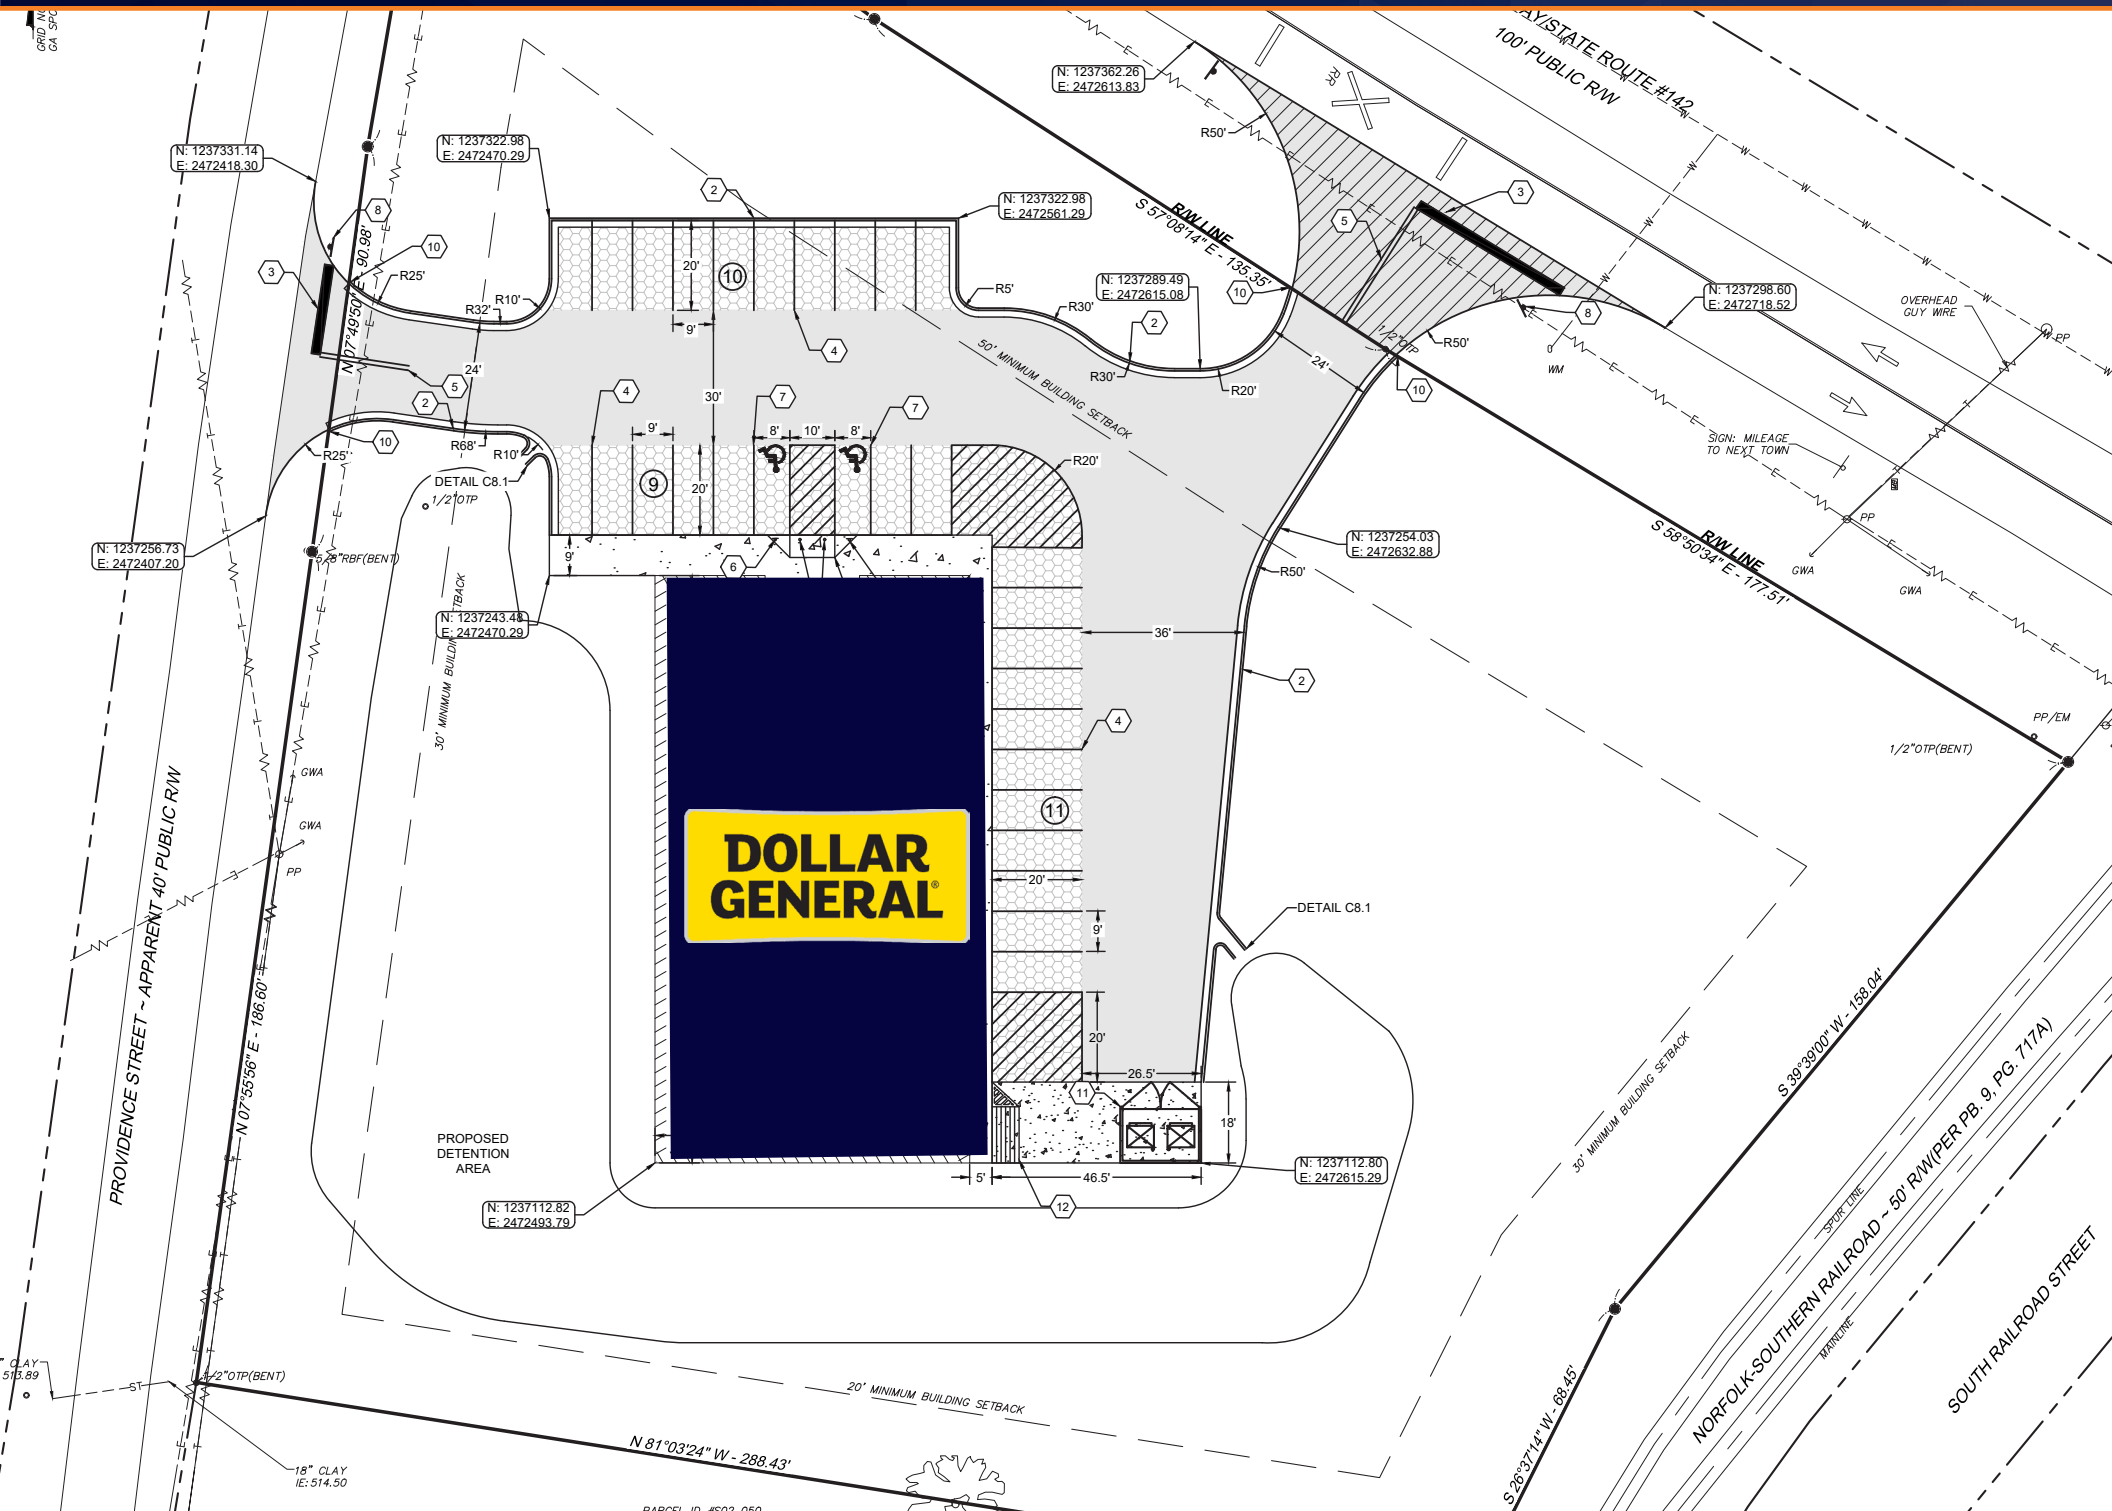 GRID NO
GA SPC
AY/STATE ROUTE #142
100' PUBLIC R/W
N: 1237362.26
E: 2472613.83
RR
R50'
N: 1237331.14
E: 2472418.30
N: 1237322.98
E: 2472470.29
2
N: 1237322.98
E: 2472561.29
R/W LINE
S 57°08'14" E - 135.35'
3
5
8
10
3
R25'
R32'
R10'
20'
10
9'
R5'
R30'
N: 1237289.49
E: 2472615.08
10
2
N: 1237298.60
E: 2472718.52
8
OVERHEAD
GUY WIRE
PP
N 07°49'50" E - 90.98'
4
50' MINIMUM BUILDING SETBACK
R30'
R20'
24'
1/2"OTP
R50'
WM
10
5
24'
30'
2
4
7
7
9'
8'
10'
8'
10
R25'
R68'
R10'
R20'
SIGN: MILEAGE
TO NEXT TOWN
DETAIL C8.1
1/2"OTP
9
20'
PP
N: 1237256.73
E: 2472407.20
5/8"RBF(BENT)
9'
6
N: 1237254.03
E: 2472632.88
R50'
R/W LINE
S 58°50'34" E - 177.51'
GWA
GWA
N: 1237243.48
E: 2472470.29
30' MINIMUM BUILDING SETBACK
36'
2
4
PP/EM
1/2"OTP(BENT)
GWA
GWA
PP
PROVIDENCE STREET ~ APPARENT 40' PUBLIC R/W
N 07°55'56" E - 186.60'
DOLLAR
GENERAL®
11
20'
9'
DETAIL C8.1
20'
26.5'
11
18'
PROPOSED
DETENTION
AREA
N: 1237112.80
E: 2472615.29
5'
46.5'
12
N: 1237112.82
E: 2472493.79
S 39°39'00" W - 158.04'
30' MINIMUM BUILDING SETBACK
SPUR LINE
NORFOLK-SOUTHERN RAILROAD ~ 50' R/W(PER PB. 9, PG. 717A)
MAINLINE
SOUTH RAILROAD STREET
" CLAY
513.89
ST
1/2"OTP(BENT)
20' MINIMUM BUILDING SETBACK
N 81°03'24" W - 288.43'
S 26°37'14" W - 68.45'
18" CLAY
IE: 514.50
PARCEL ID #S02 050